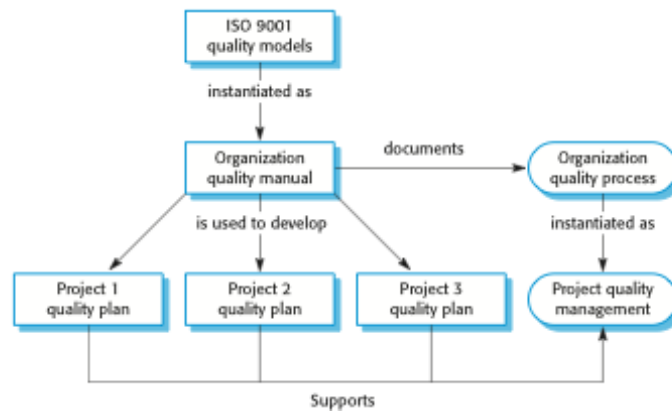 ISO 9001
quality models
instantiated as
Organization
quality manual
documents
Organization
quality process
is used to develop
instantiated as
Project 1
quality plan
Project 2
quality plan
Project 3
quality plan
Project quality
management
Supports